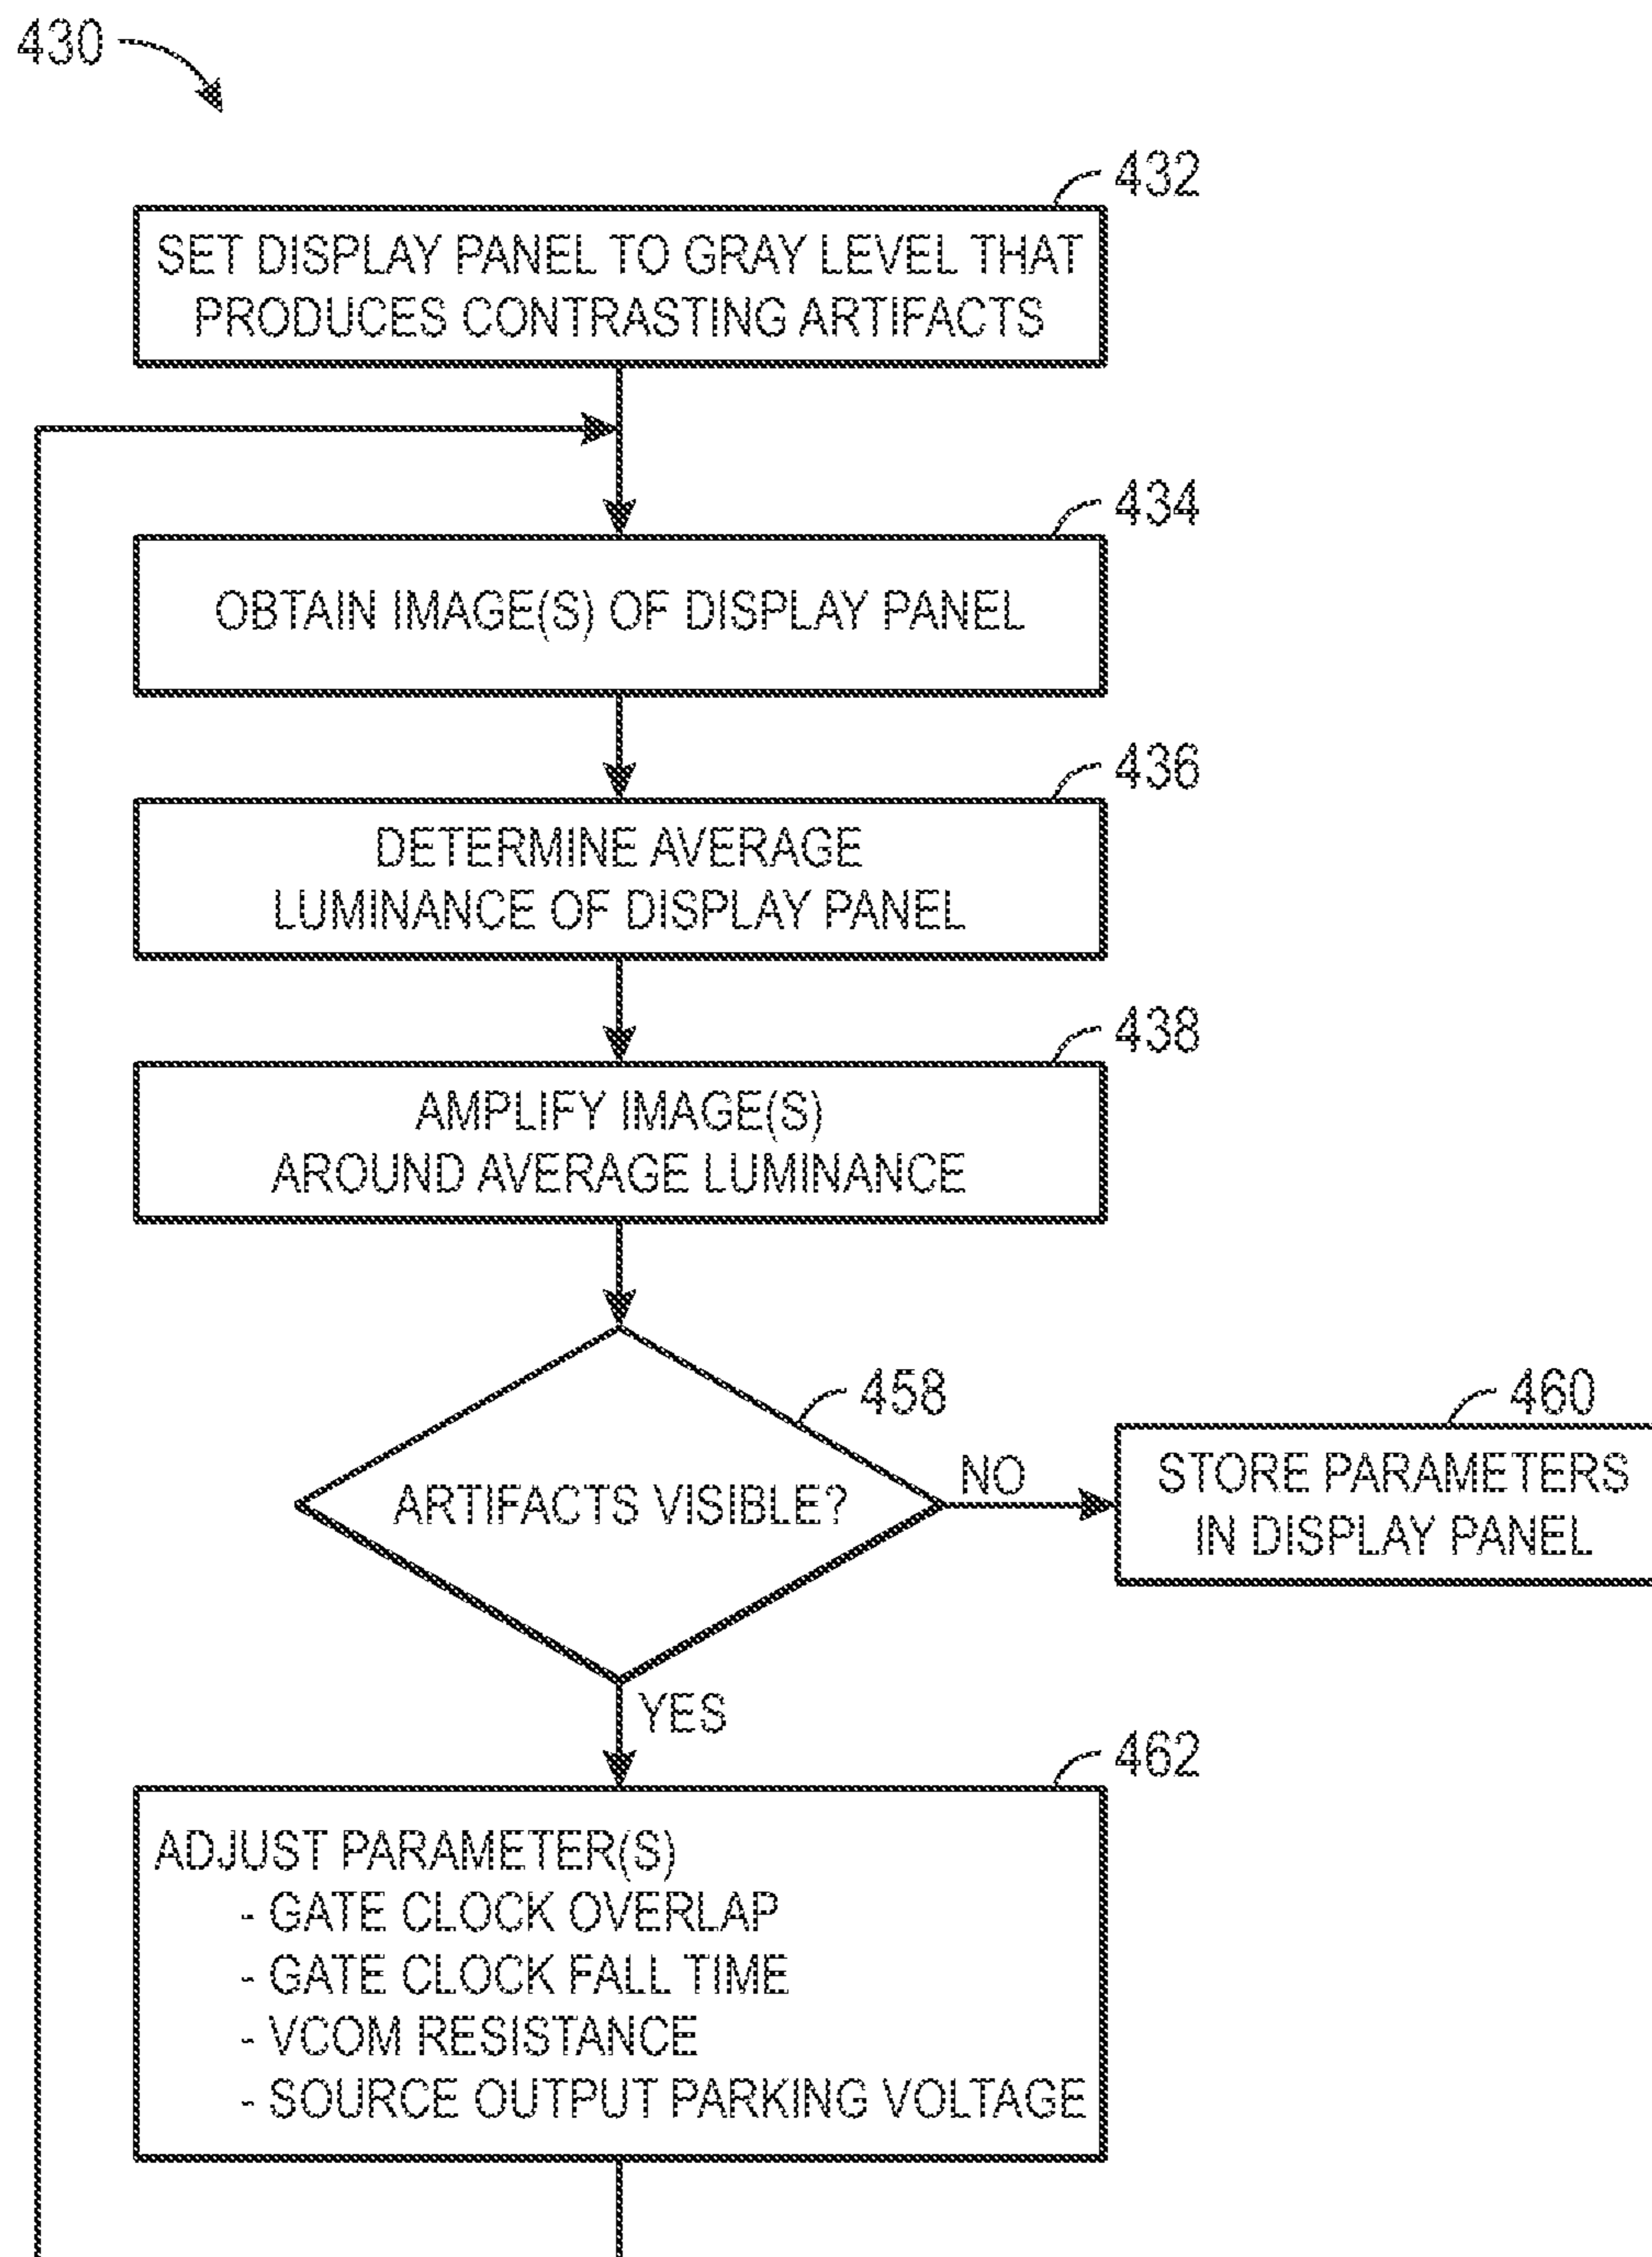 430
432
SET DISPLAY PANEL TO GRAY LEVEL THAT
PRODUCES CONTRASTING ARTIFACTS
434
OBTAIN IMAGE(S) OF DISPLAY PANEL
436
DETERMINE AVERAGE
LUMINANCE OF DISPLAY PANEL
438
AMPLIFY IMAGE(S)
AROUND AVERAGE LUMINANCE
458
ARTIFACTS VISIBLE?
NO
460
STORE PARAMETERS
IN DISPLAY PANEL
YES
462
ADJUST PARAMETER(S)
- GATE CLOCK OVERLAP
- GATE CLOCK FALL TIME
- VCOM RESISTANCE
- SOURCE OUTPUT PARKING VOLTAGE